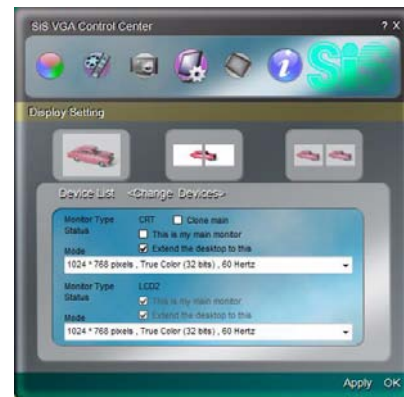 SiS VGA Control Center ? X
SiS
Display Setting
Device List <Change Devices>
Monitor Type CRT Clone main
Status This is my main monitor
Extend the desktop to this
Mode
1024 * 768 pixels , True Color (32 bits) , 60 Hertz
Monitor Type LCD2
Status This is my main monitor
Extend the desktop to this
Mode
1024 * 768 pixels , True Color (32 bits) , 60 Hertz
Apply OK